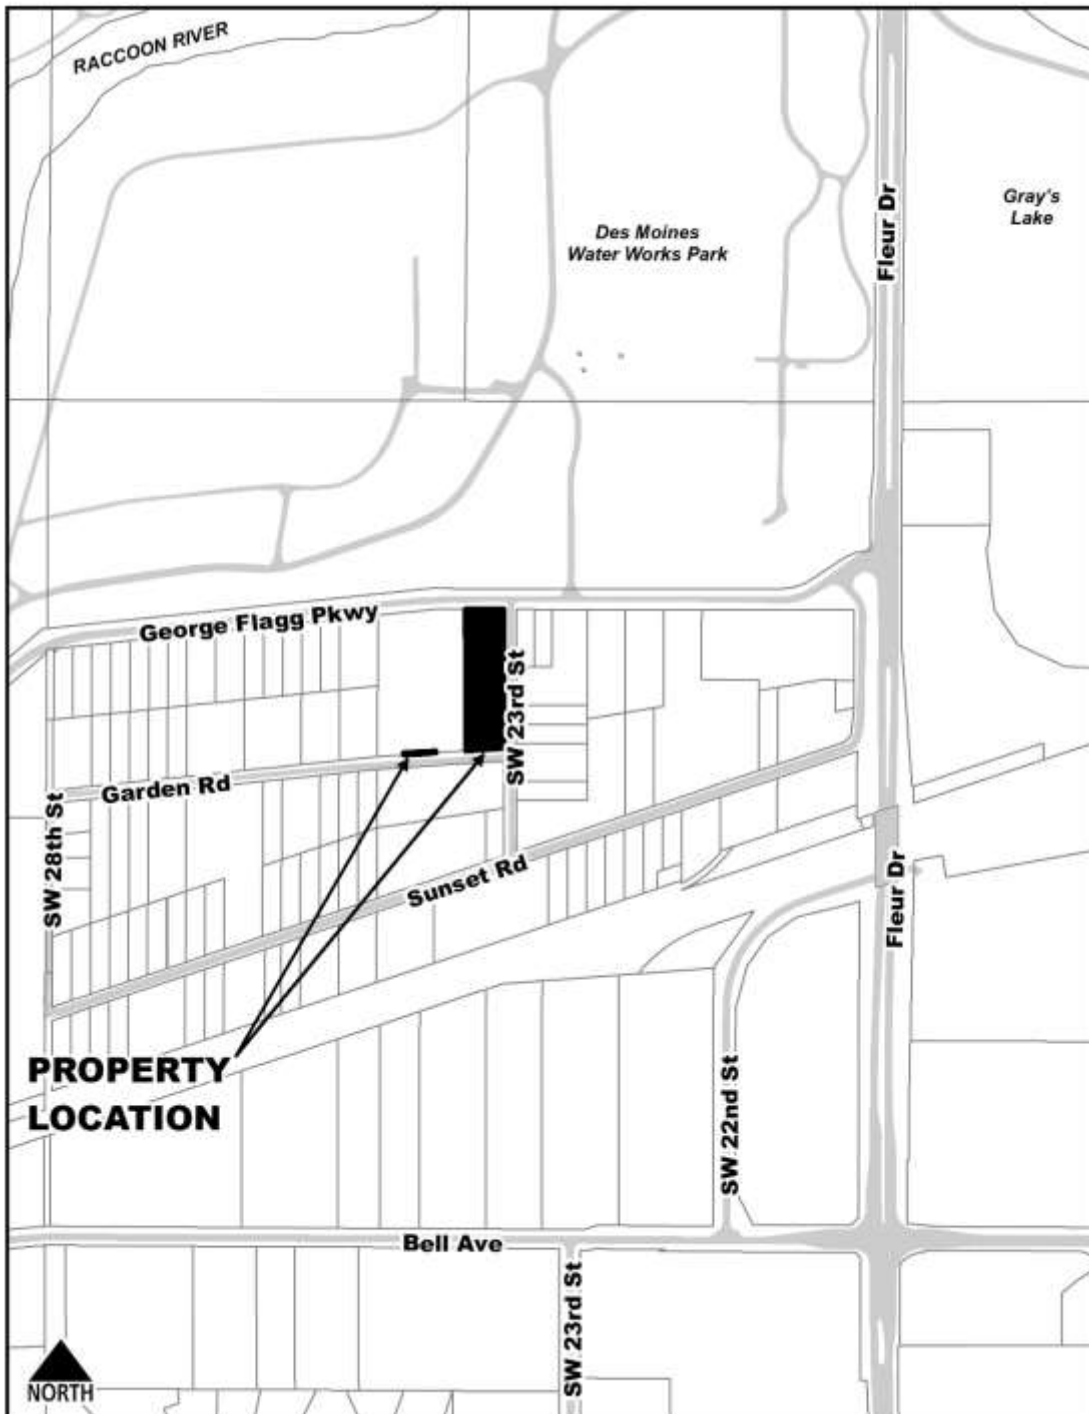 RACCOON RIVER
Gray's
Lake
Des Moines
Water Works Park
Fleur Dr
George Flagg Pkwy
SW 23rd St
Garden Rd
SW 28th St
Sunset Rd
Fleur Dr
PROPERTY
LOCATION
SW 22nd St
Bell Ave
SW 23rd St
NORTH